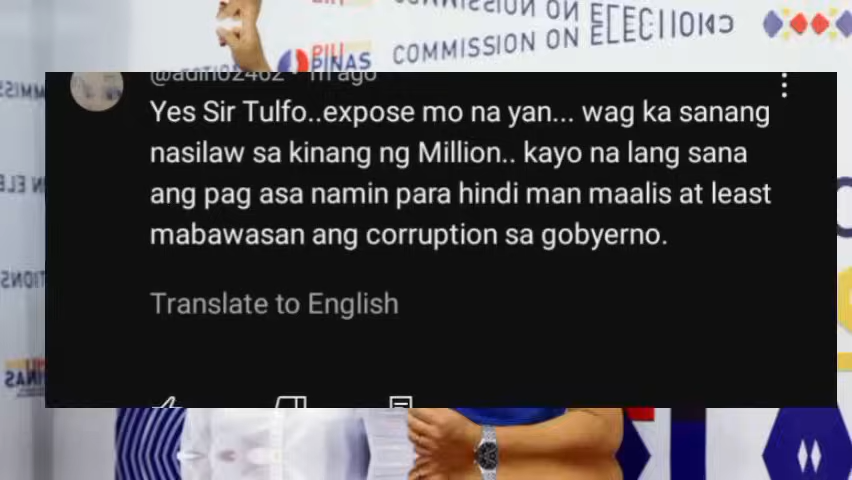 COMMISSION ON
PILI
PINAS
COMMISSION ON ELECTIONS
Yes Sir Tulfo..expose mo na yan... wag ka sanang
nasilaw sa kinang ng Million.. kayo na lang sana
ang pag asa namin para hindi man maalis at least
mabawasan ang corruption sa gobyerno.
Translate to English